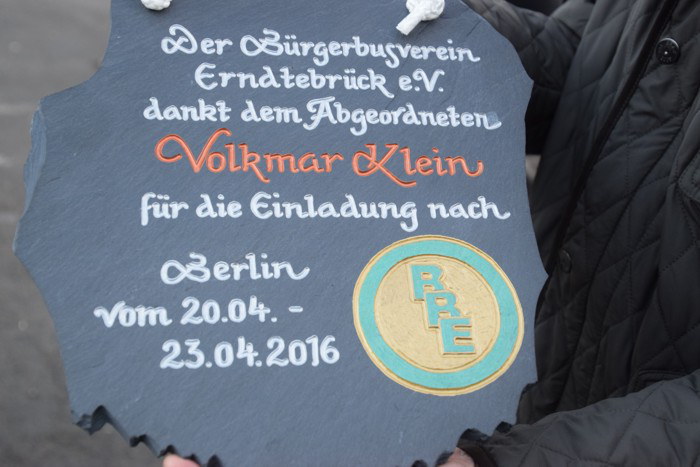 Der Bürgerbusverein
Erndtebrück e.V.
dankt dem Abgeordneten
Volkmar Klein
für die Einladung nach
Berlin
vom 20.04. -
23.04.2016
BRE